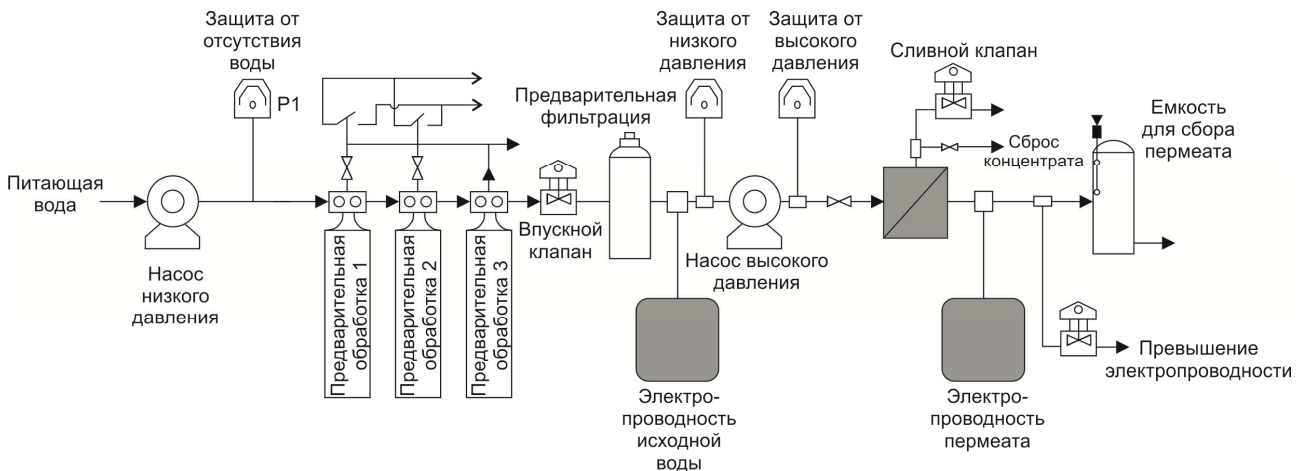 Защита от
отсутствия
воды
P1
Защита от
низкого
давления
Защита от
высокого
давления
Сливной клапан
Предварительная
фильтрация
Емкость
для сбора
пермеата
Сброс
концентрата
Питающая
вода
Насос
низкого
давления
Предварительная
обработка 1
Предварительная
обработка 2
Предварительная
обработка 3
Впускной
клапан
Насос высокого
давления
Электро-
проводность
исходной
воды
Электро-
проводность
пермеата
Превышение
электропроводности